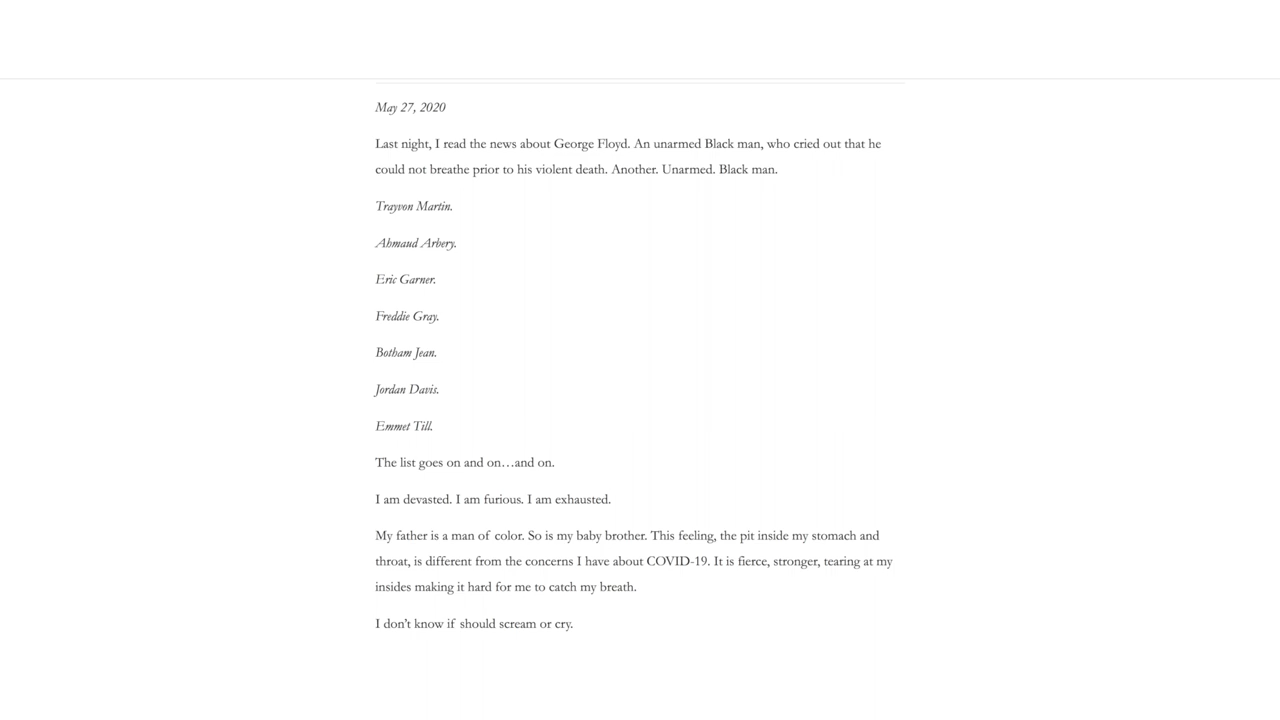 May 27, 2020
Last night, I read the news about George Floyd. An unarmed Black man, who cried out that he
could not breathe prior to his violent death. Another. Unarmed. Black man.
Trayvon Martin.
Ahmaud Arbery.
Eric Garner.
Freddie Gray.
Botham Jean.
Jordan Davis.
Emmet Till.
The list goes on and on…and on.
I am devasted. I am furious. I am exhausted.
My father is a man of color. So is my baby brother. This feeling, the pit inside my stomach and
throat, is different from the concerns I have about COVID-19. It is fierce, stronger, tearing at my
insides making it hard for me to catch my breath.
I don’t know if should scream or cry.